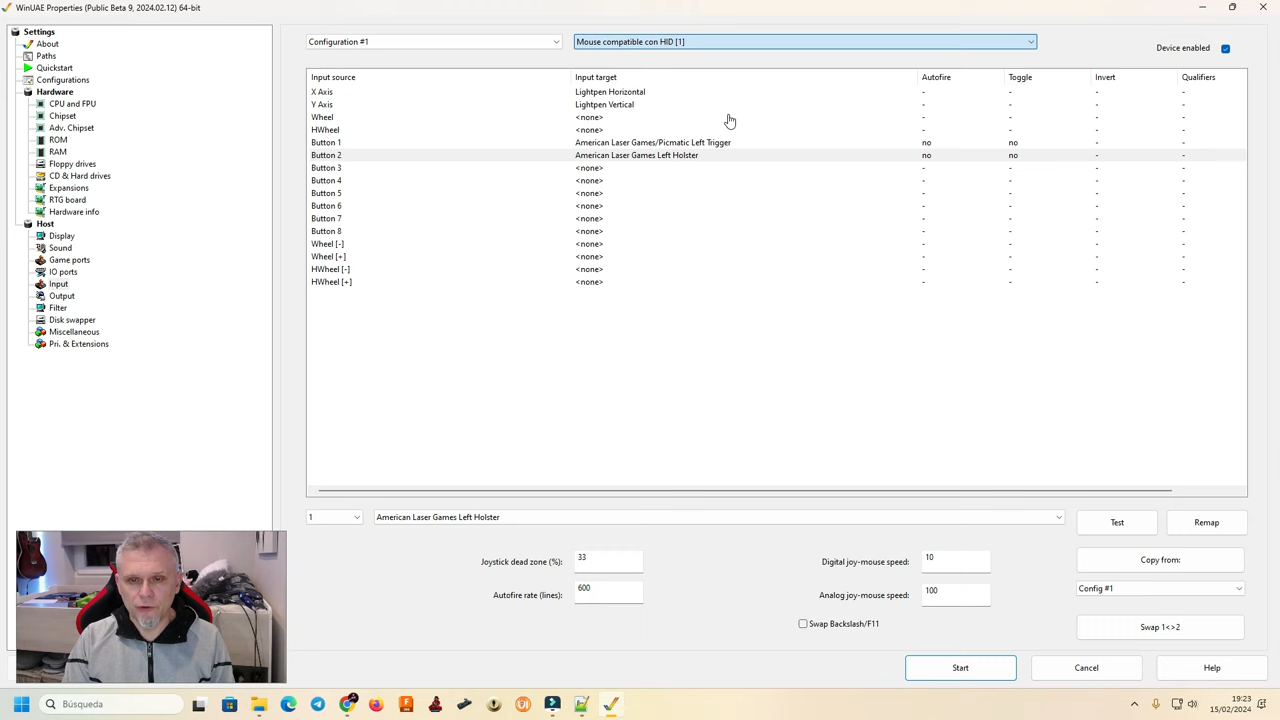 WinUAE Properties (Public Beta 9, 2024.02.12) 64-bit
Settings
About
Paths
Quickstart
Configurations
Hardware
CPU and FPU
Chipset
Adv. Chipset
ROM
RAM
Floppy drives
CD & Hard drives
Expansions
RTG board
Hardware info
Host
Display
Sound
Game ports
IO ports
Input
Output
Filter
Disk swapper
Miscellaneous
Pri. & Extensions
Configuration #1 Mouse compatible con HID [1] Device enabled
Input source Input target Autofire Toggle Invert Qualifiers
X Axis Lightpen Horizontal - - - -
Y Axis Lightpen Vertical - - - -
Wheel <none> - - - -
HWheel <none> - - - -
Button 1 American Laser Games/Picmatic Left Trigger no no - -
Button 2 American Laser Games Left Holster no no - -
Button 3 <none> - - - -
Button 4 <none> - - - -
Button 5 <none> - - - -
Button 6 <none> - - - -
Button 7 <none> - - - -
Button 8 <none> - - - -
Wheel [-] <none> - - - -
Wheel [+] <none> - - - -
HWheel [-] <none> - - - -
HWheel [+] <none> - - - -
1 American Laser Games Left Holster Test Remap
Joystick dead zone (%): 33 Digital joy-mouse speed: 10 Copy from:
Autofire rate (lines): 600 Analog joy-mouse speed: 100 Config #1
Swap Backslash/F11 Swap 1<>2
Start Cancel Help
Búsqueda
19:23
15/02/2024